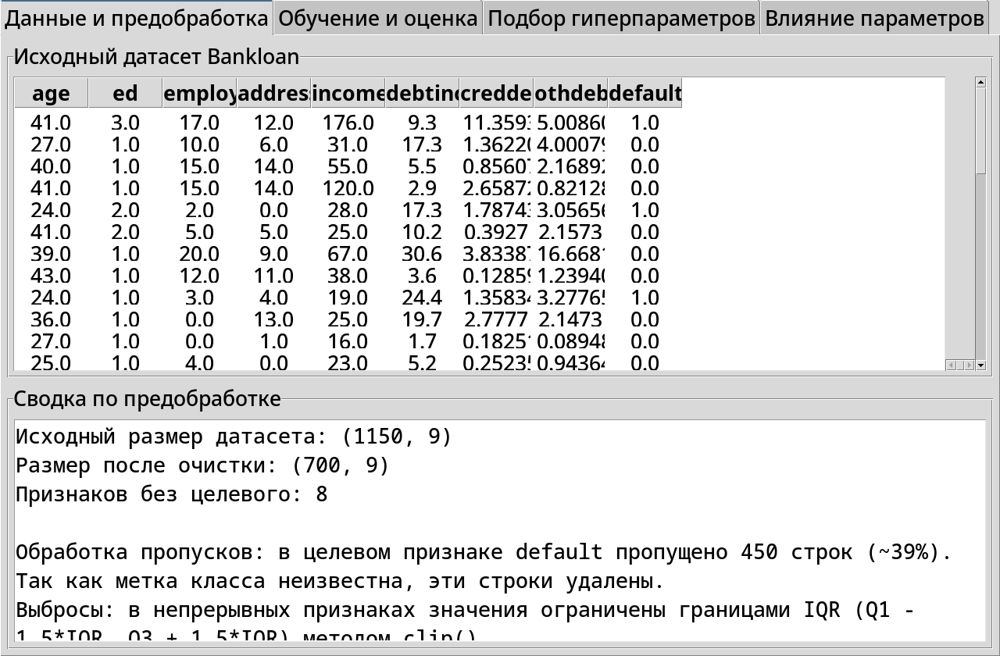 Данные и предобработка Обучение и оценка Подбор гиперпараметров Влияние параметров
Исходный датасет Bankloan
age ed employ addres income debtinc credde othdeb default
41.0 3.0 17.0 12.0 176.0 9.3 11.3593 5.00860 1.0
27.0 1.0 10.0 6.0 31.0 17.3 1.36220 4.00079 0.0
40.0 1.0 15.0 14.0 55.0 5.5 0.85607 2.16892 0.0
41.0 1.0 15.0 14.0 120.0 2.9 2.65872 0.82128 0.0
24.0 2.0 2.0 0.0 28.0 17.3 1.78743 3.05656 1.0
41.0 2.0 5.0 5.0 25.0 10.2 0.3927 2.1573 0.0
39.0 1.0 20.0 9.0 67.0 30.6 3.83387 16.6681 0.0
43.0 1.0 12.0 11.0 38.0 3.6 0.12859 1.23940 0.0
24.0 1.0 3.0 4.0 19.0 24.4 1.35834 3.27765 1.0
36.0 1.0 0.0 13.0 25.0 19.7 2.7777 2.1473 0.0
27.0 1.0 0.0 1.0 16.0 1.7 0.18251 0.08948 0.0
25.0 1.0 4.0 0.0 23.0 5.2 0.25235 0.94364 0.0
Сводка по предобработке
Исходный размер датасета: (1150, 9)
Размер после очистки: (700, 9)
Признаков без целевого: 8
Обработка пропусков: в целевом признаке default пропущено 450 строк (~39%).
Так как метка класса неизвестна, эти строки удалены.
Выбросы: в непрерывных признаках значения ограничены границами IQR (Q1 -
1.5*IQR, Q3 + 1.5*IQR) методом clip()